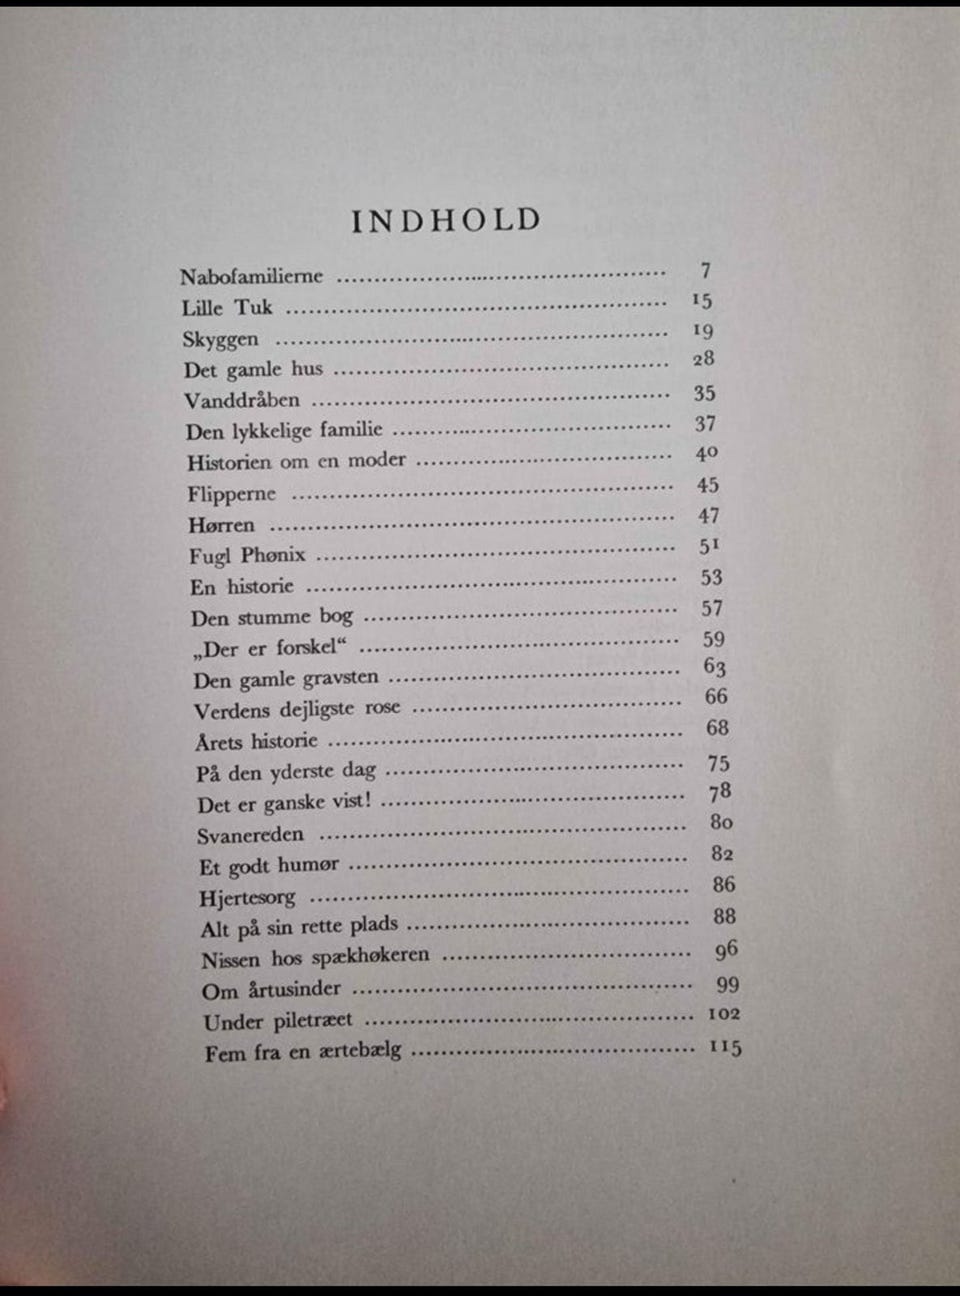 INDHOLD
Nabofamilierne ........................................ 7
Lille Tuk ........................................ 15
Skyggen ........................................ 19
Det gamle hus ........................................ 28
Vanddråben ........................................ 35
Den lykkelige familie ........................................ 37
Historien om en moder ........................................ 40
Flipperne ........................................ 45
Hørren ........................................ 47
Fugl Phønix ........................................ 51
En historie ........................................ 53
Den stumme bog ........................................ 57
„Der er forskel“ ........................................ 59
Den gamle gravsten ........................................ 63
Verdens dejligste rose ........................................ 66
Årets historie ........................................ 68
På den yderste dag ........................................ 75
Det er ganske vist! ........................................ 78
Svanereden ........................................ 80
Et godt humør ........................................ 82
Hjertesorg ........................................ 86
Alt på sin rette plads ........................................ 88
Nissen hos spækhøkeren ........................................ 96
Om årtusinder ........................................ 99
Under piletræet ........................................ 102
Fem fra en ærtebælg ........................................ 115